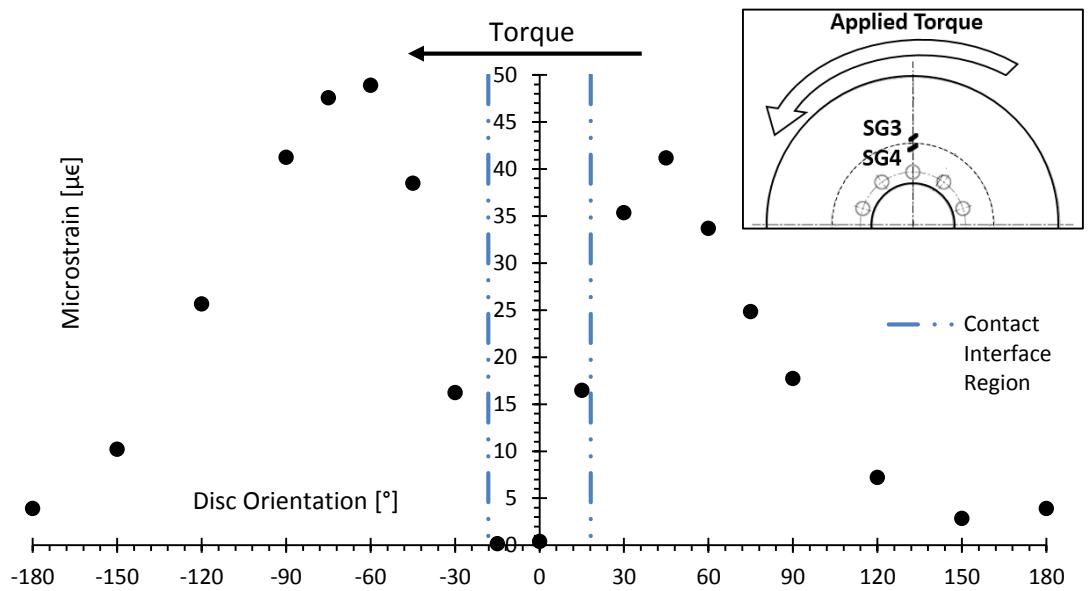 Torque
Applied Torque
SG3
SG4
50
45
40
35
30
25
20
15
10
5
0
Microstrain [µϵ]
Contact
Interface
Region
Disc Orientation [°]
-180 -150 -120 -90 -60 -30 0 30 60 90 120 150 180